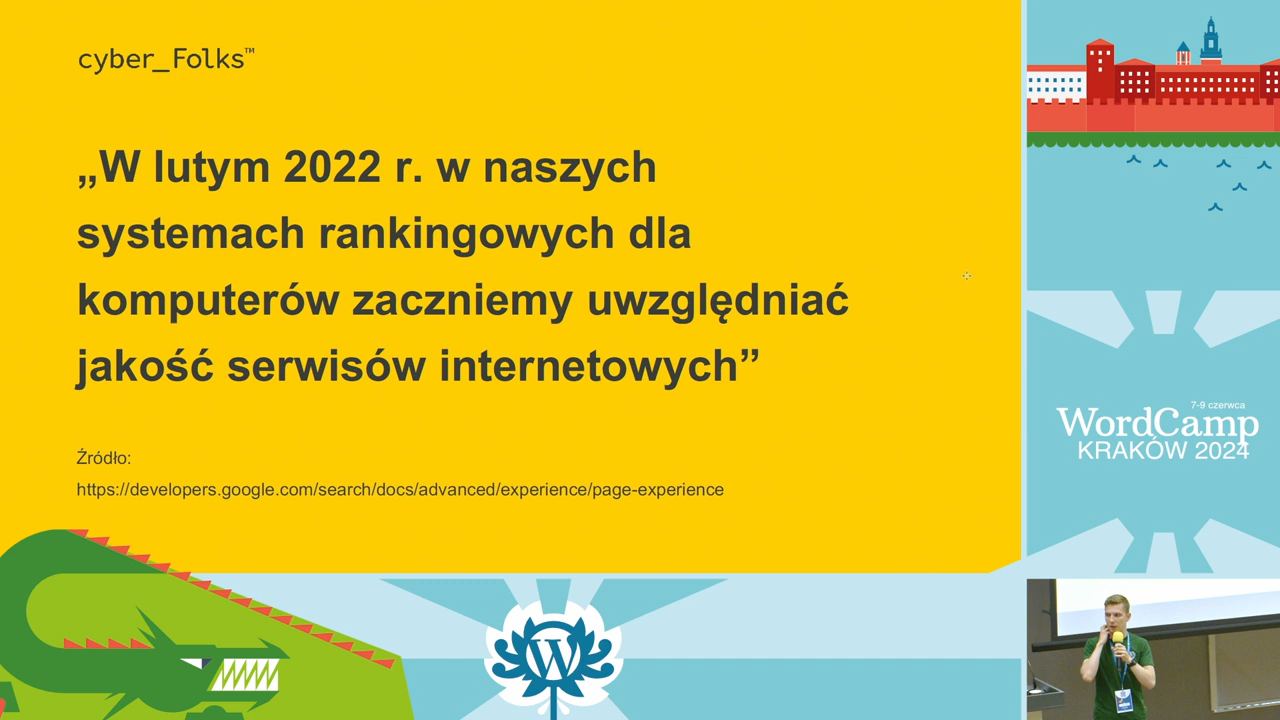 cyber_Folks™
„W lutym 2022 r. w naszych
systemach rankingowych dla
komputerów zaczniemy uwzględniać
jakość serwisów internetowych”
Źródło:
https://developers.google.com/search/docs/advanced/experience/page-experience
7-9 czerwca
WordCamp
KRAKÓW 2024